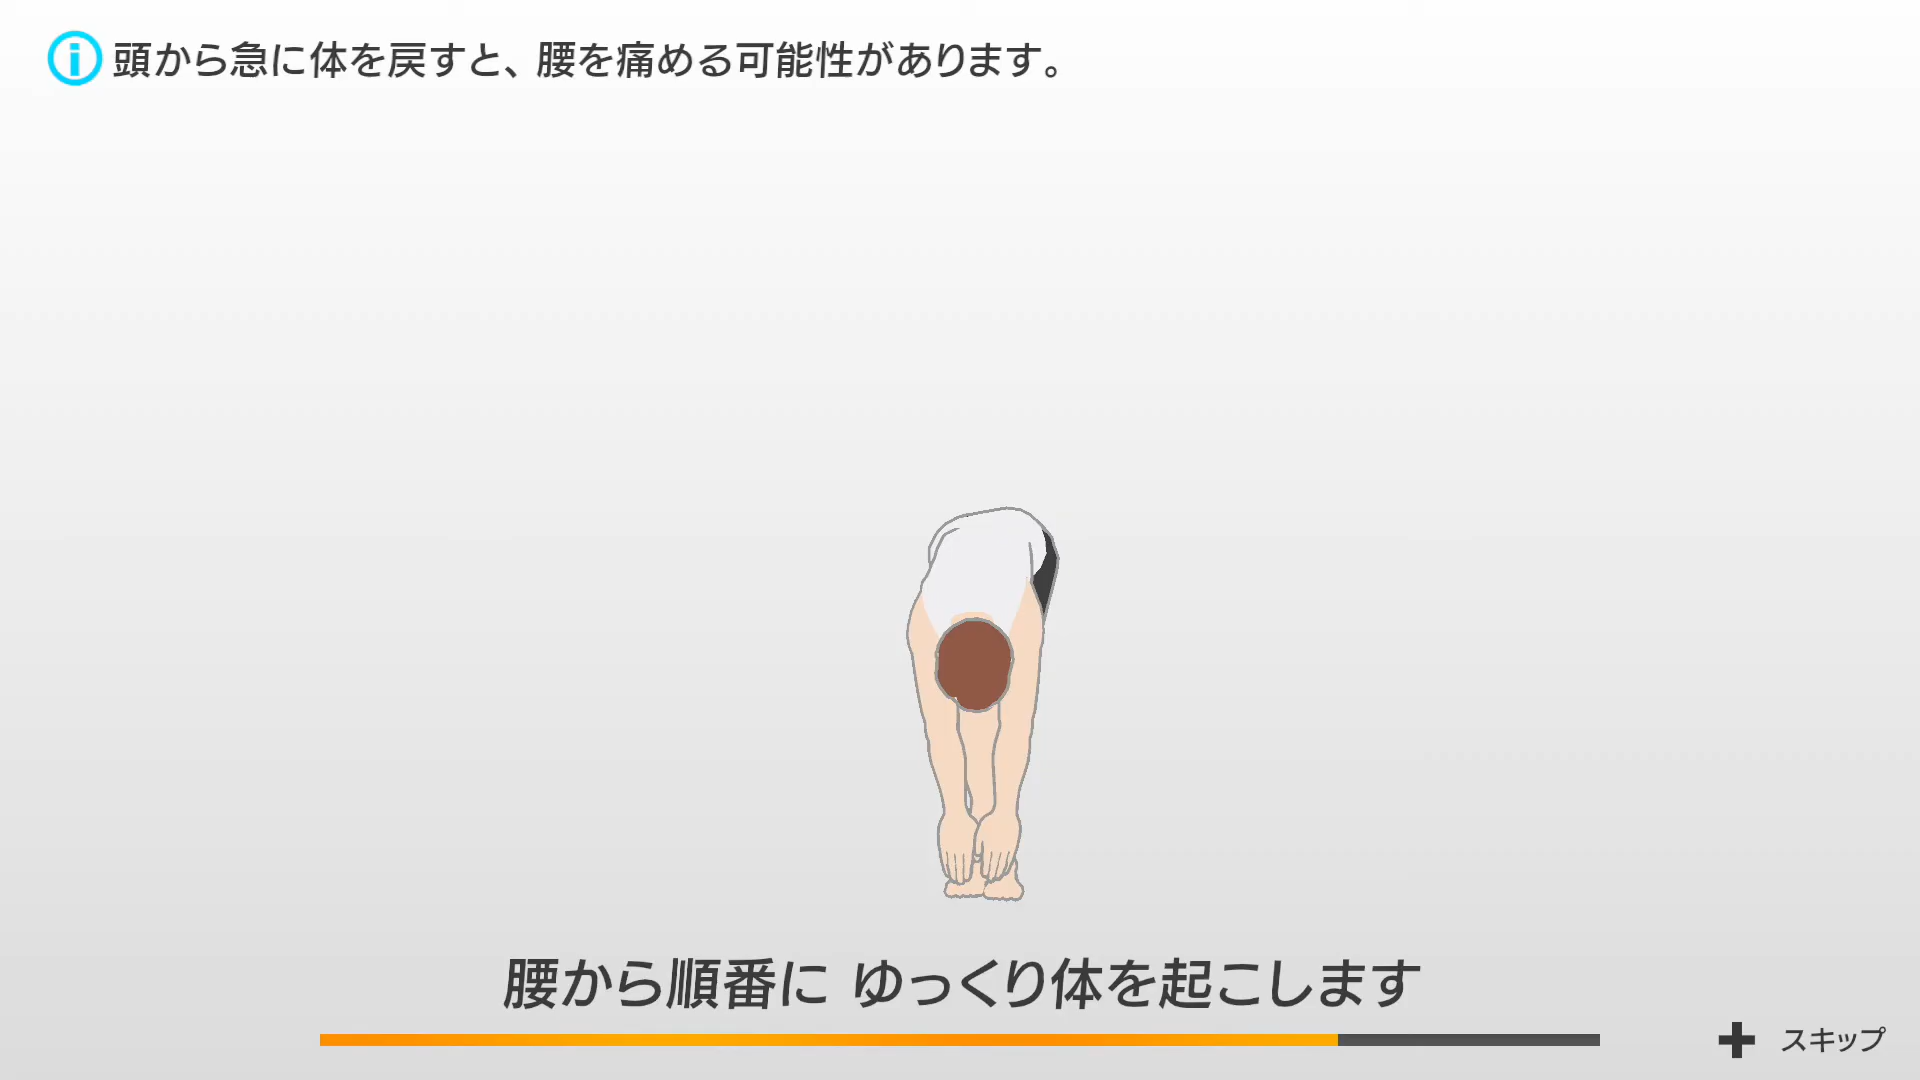 頭から急に体を戻すと、腰を痛める可能性があります。
腰から順番に ゆっくり体を起こします
スキップ